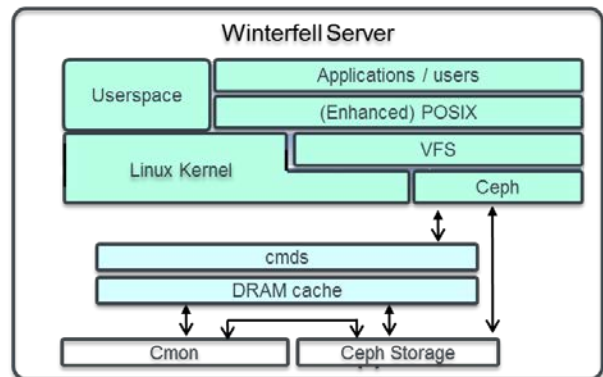 Winterfell Server
Userspace
Applications / users
(Enhanced) POSIX
Linux Kernel
VFS
Ceph
cmds
DRAM cache
Cmon
Ceph Storage